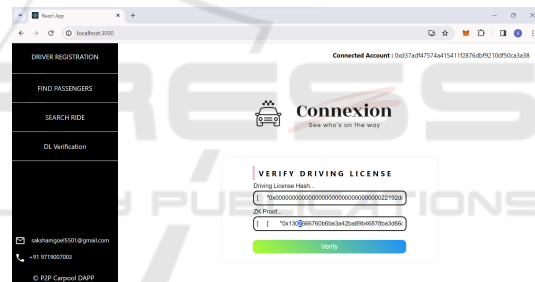 React App
localhost:3000
DRIVER REGISTRATION
FIND PASSENGERS
SEARCH RIDE
DL Verification
sakshamgoel5501@gmail.com
+91 9719007003
© P2P Carpool DAPP
Connected Account : 0xd37adf47574a415411f2876dbf9210df50ca3a38
Connexion
See who's on the way
VERIFY DRIVING LICENSE
Driving License Hash...
ZK Proof...
Verify